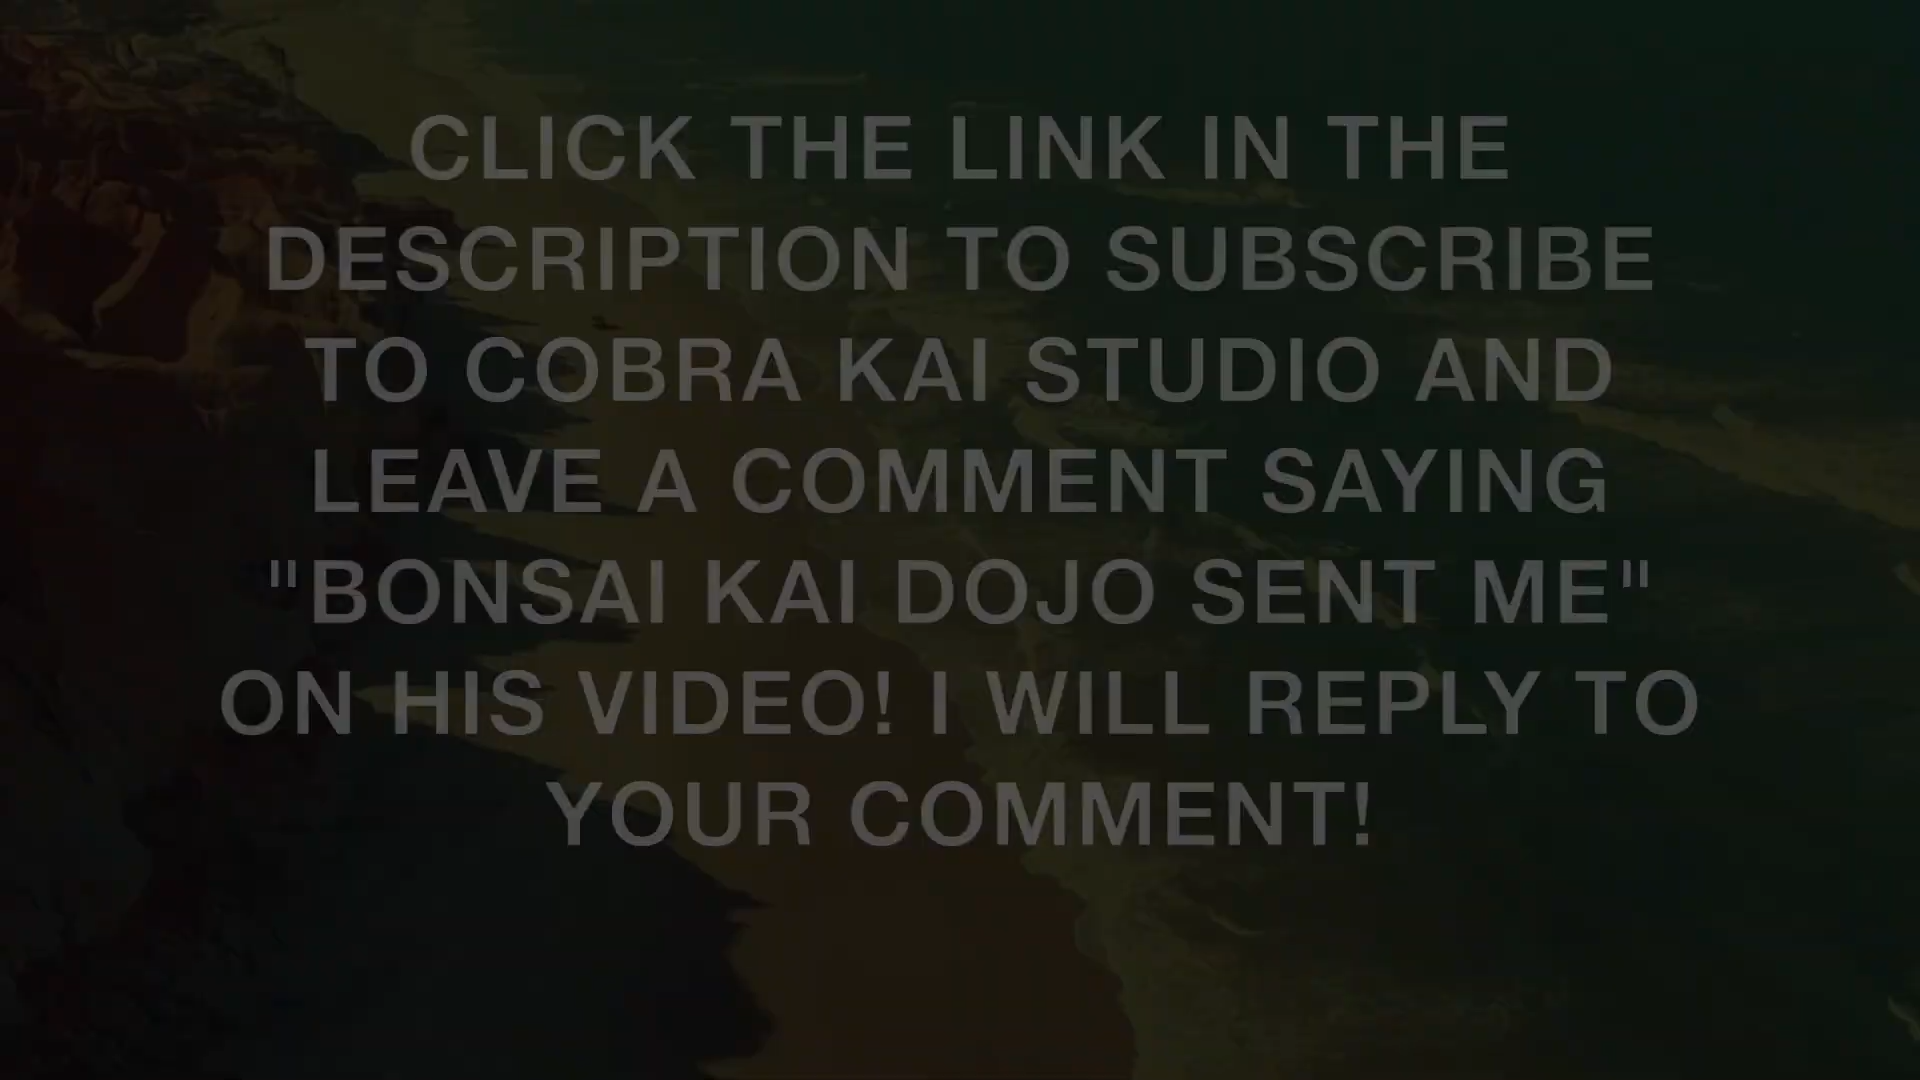 CLICK THE LINK IN THE
DESCRIPTION TO SUBSCRIBE
TO COBRA KAI STUDIO AND
LEAVE A COMMENT SAYING
"BONSAI KAI DOJO SENT ME"
ON HIS VIDEO! I WILL REPLY TO
YOUR COMMENT!